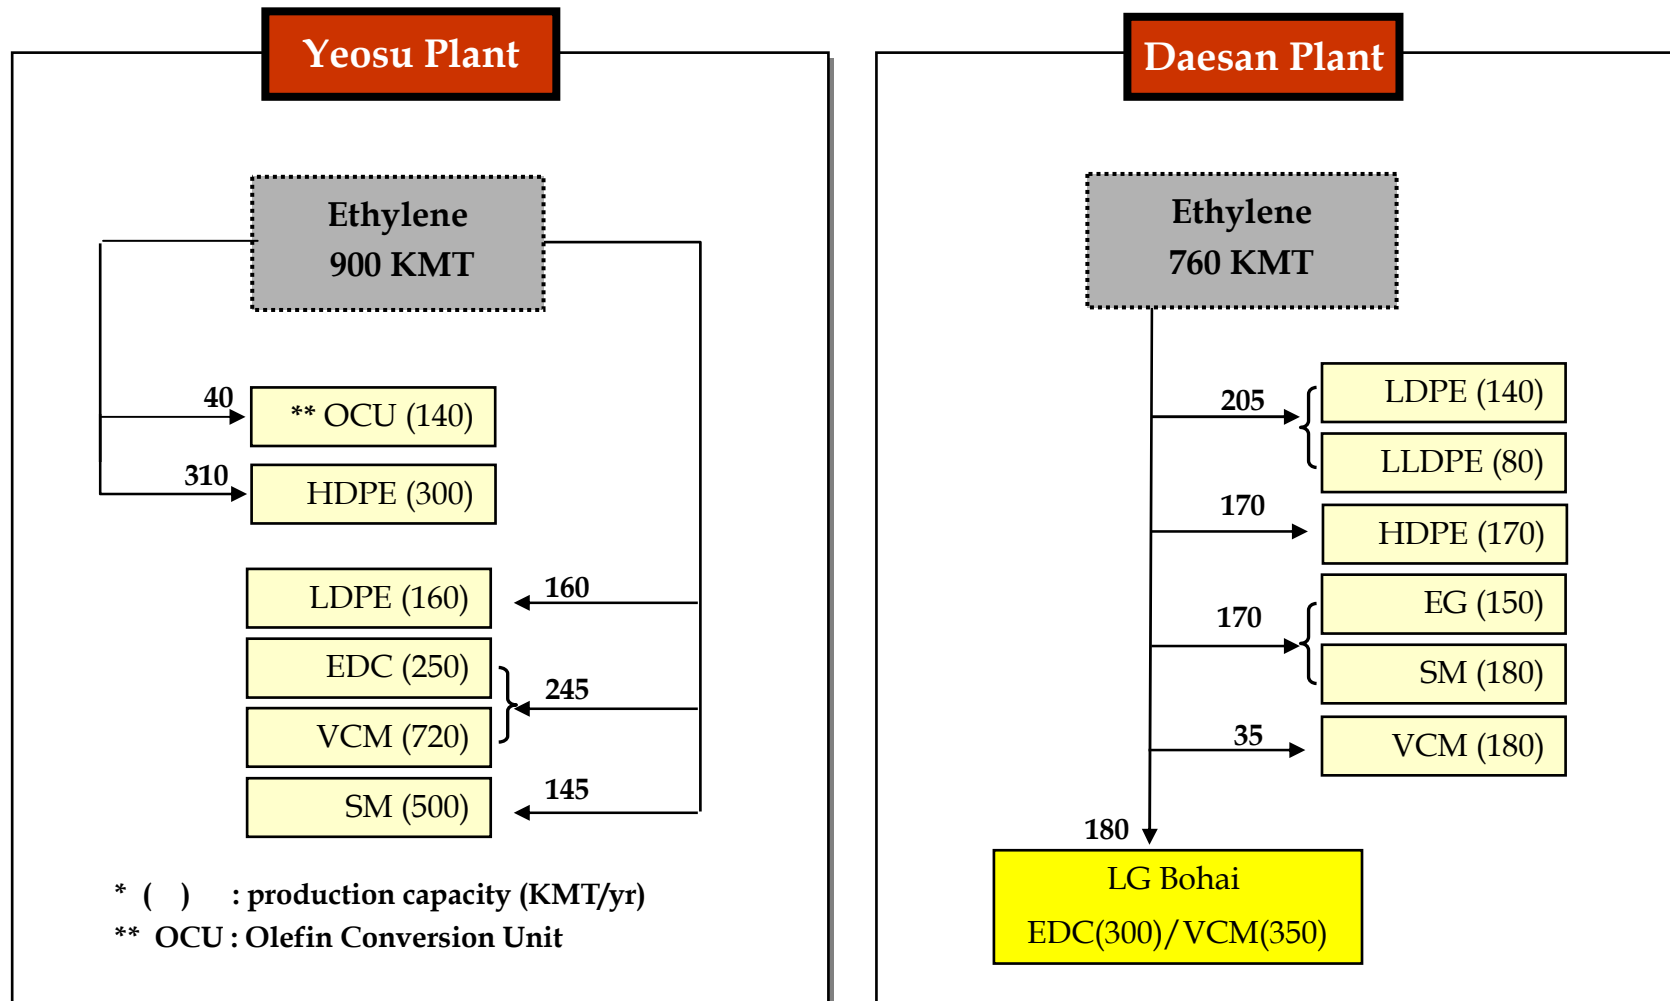 Yeosu Plant
Ethylene
900 KMT
40
** OCU (140)
310
HDPE (300)
LDPE (160)
160
EDC (250)
245
VCM (720)
SM (500)
145
* ( ) : production capacity (KMT/yr)
** OCU : Olefin Conversion Unit
Daesan Plant
Ethylene
760 KMT
205
LDPE (140)
LLDPE (80)
170
HDPE (170)
170
EG (150)
SM (180)
35
VCM (180)
180
LG Bohai
EDC(300)/VCM(350)